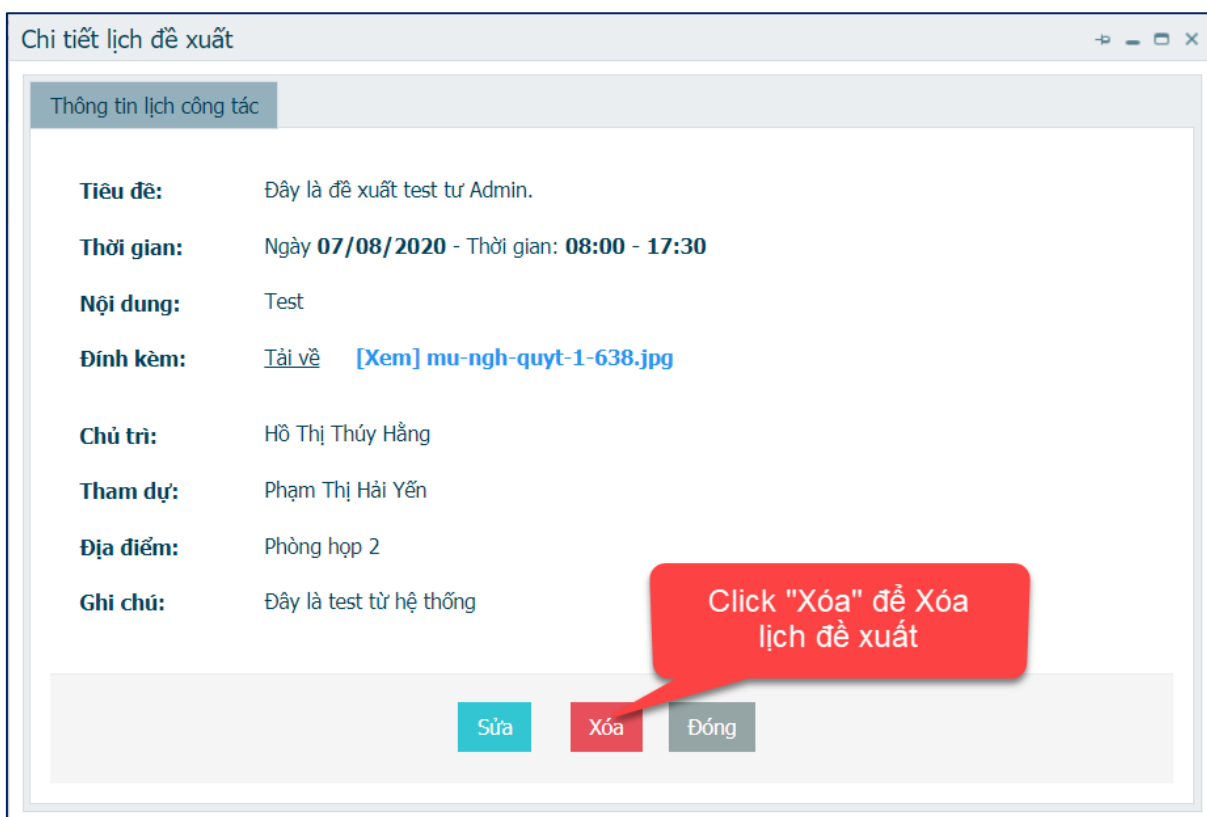 Chi tiết lịch đề xuất
Thông tin lịch công tác
Tiêu đề: Đây là đề xuất test tư Admin.
Thời gian: Ngày 07/08/2020 - Thời gian: 08:00 - 17:30
Nội dung: Test
Đính kèm: Tải về [Xem] mu-ngh-quyt-1-638.jpg
Chủ trì: Hồ Thị Thúy Hằng
Tham dự: Phạm Thị Hải Yến
Địa điểm: Phòng họp 2
Ghi chú: Đây là test từ hệ thống
Click "Xóa" để Xóa
lịch đề xuất
Sửa Xóa Đóng